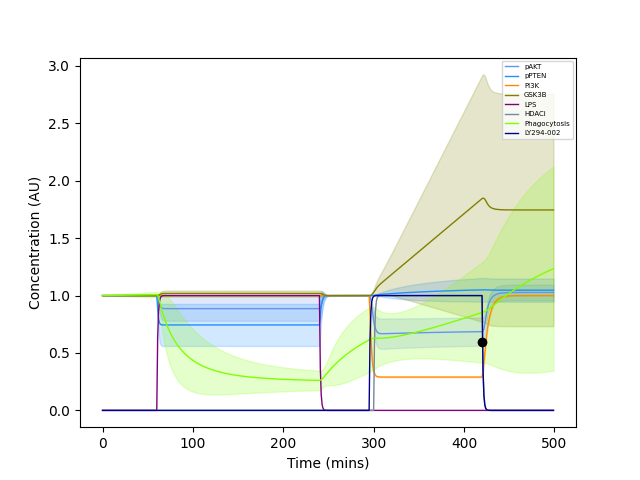 3.0
2.5
2.0
1.5
1.0
0.5
0.0
Concentration (AU)
0
100
200
300
400
500
Time (mins)
pAKT
pPTEN
PI3K
GSK3B
LPS
HDACi
Phagocytosis
LY294-002